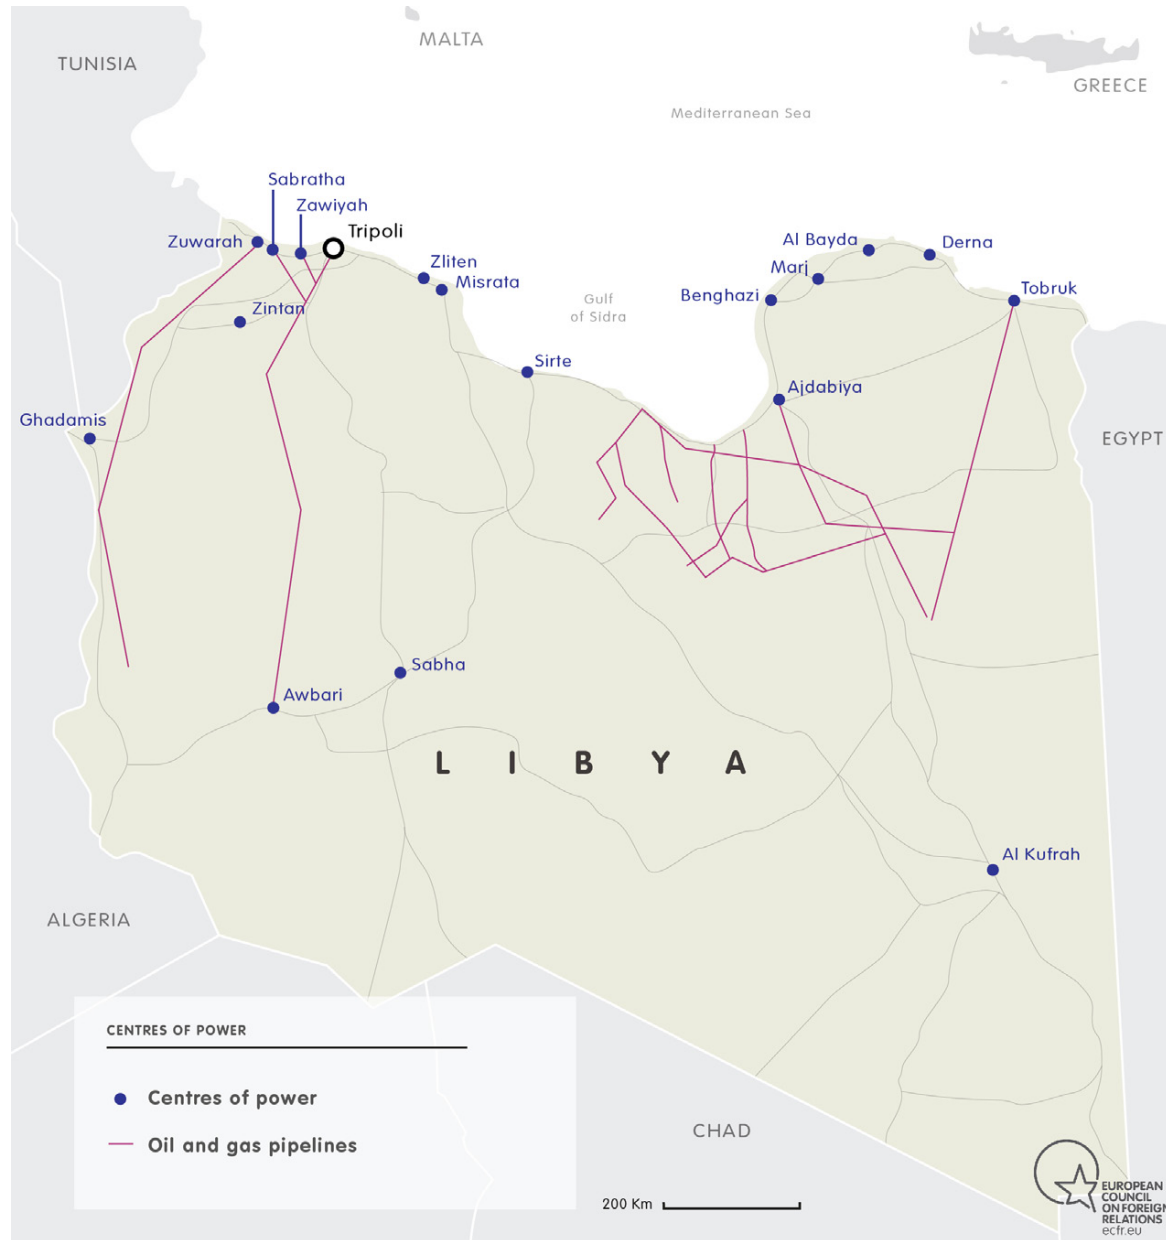 MALTA
TUNISIA
GREECE
Mediterranean Sea
Sabratha
Zawiyah
Tripoli
Zuwarah
Al Bayda
Derna
Zliten
Marj
Misrata
Benghazi
Tobruk
Gulf
of Sidra
Zintan
Sirte
Ajdabiya
Ghadamis
EGYPT
Sabha
Awbari
LIBYA
Al Kufrah
ALGERIA
CENTRES OF POWER
Centres of power
Oil and gas pipelines
CHAD
200 Km
EUROPEAN
COUNCIL
ON FOREIGN
RELATIONS
ecfr.eu